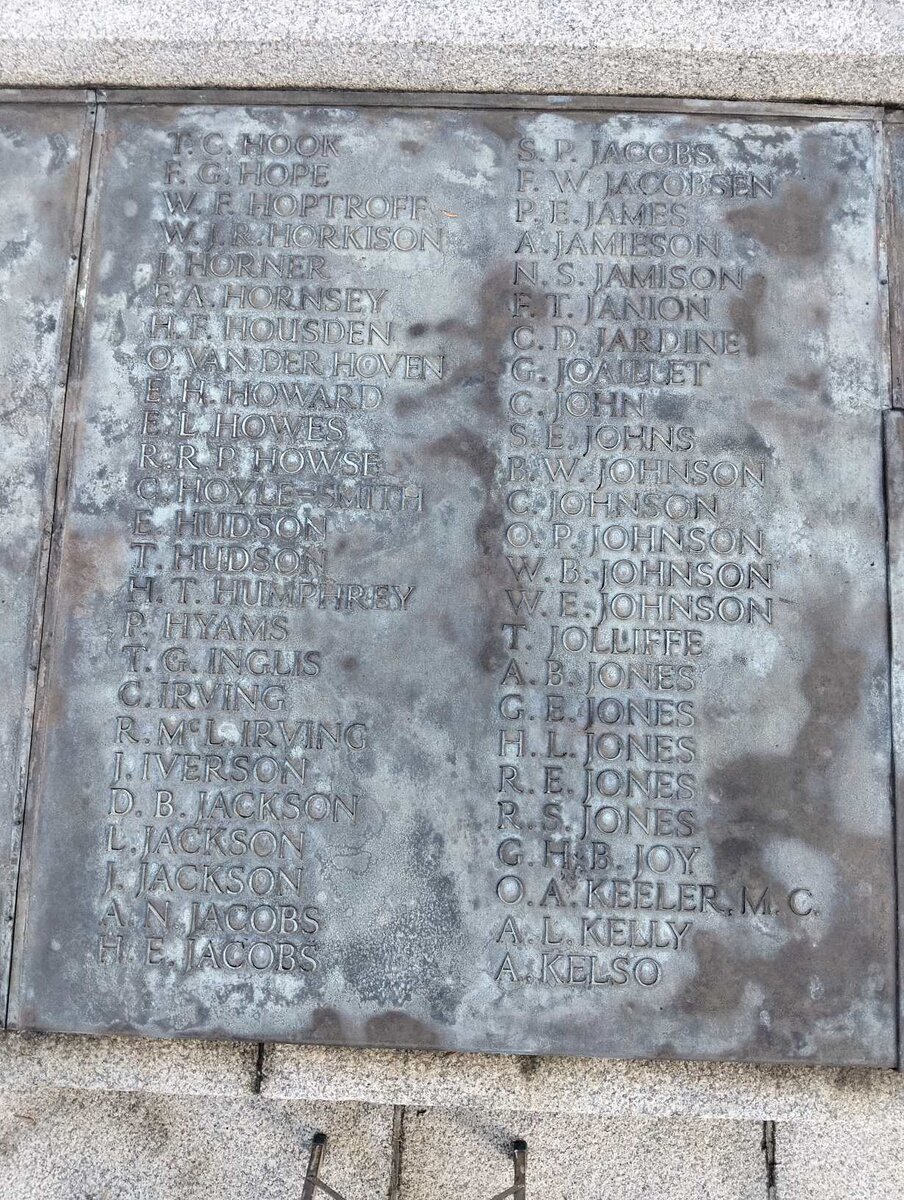 T. C. HOOK
F. G. HOPE
W. F. HOPTROFF
W. J. R. HORKISON
J. HORNER
F. A. HORNSEY
H. F. HOUSDEN
O. VAN DER HOVEN
E. H. HOWARD
E. L. HOWES
R. R. P. HOWSE
C. HOYLE=SMITH
E. HUDSON
T. HUDSON
H. T. HUMPHREY
P. HYAMS
T. G. INGLIS
C. IRVING
R. McL. IRVING
J. IVERSON
D. B. JACKSON
L. JACKSON
J. JACKSON
A. N. JACOBS
H. E. JACOBS
S. P. JACOBS
F. W. JACOBSEN
P. E. JAMES
A. JAMIESON
N. S. JAMISON
F. T. JANION
C. D. JARDINE
G. JOAILLET
C. JOHN
S. E. JOHNS
B. W. JOHNSON
C. JOHNSON
O. P. JOHNSON
W. B. JOHNSON
W. E. JOHNSON
T. JOLLIFFE
A. B. JONES
G. E. JONES
H. L. JONES
R. E. JONES
R. S. JONES
G. H. B. JOY
O. A. KEELER, M. C.
A. L. KELLY
A. KELSO